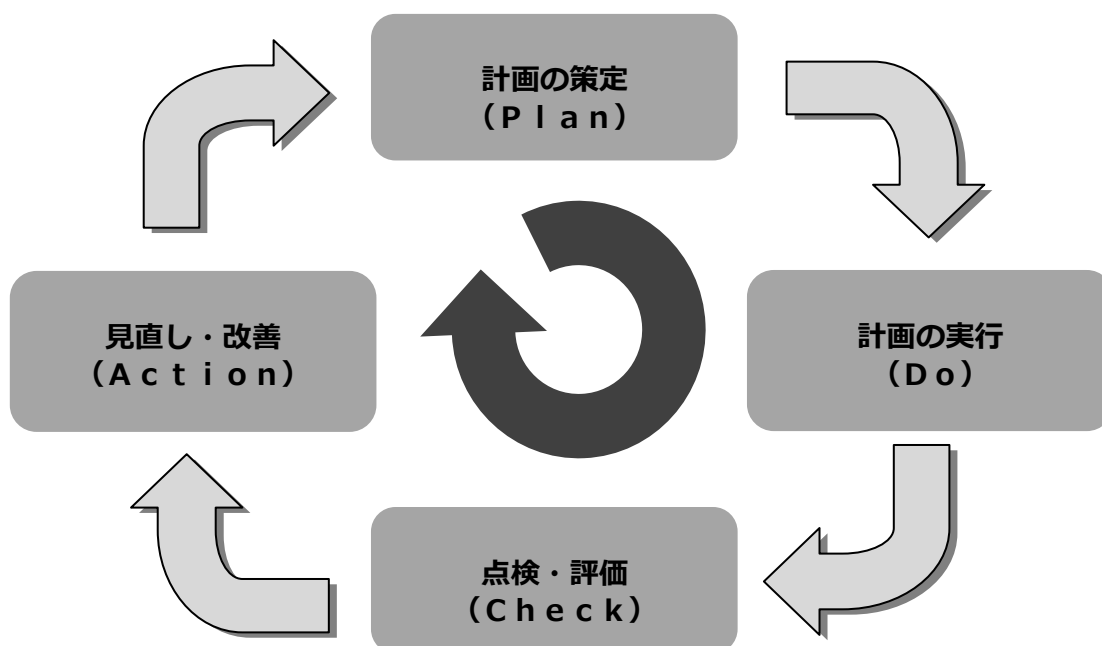 計画の策定
（Ｐｌａｎ）
見直し・改善
（Ａｃｔｉｏｎ）
計画の実行
（Ｄｏ）
点検・評価
（Ｃｈｅｃｋ）